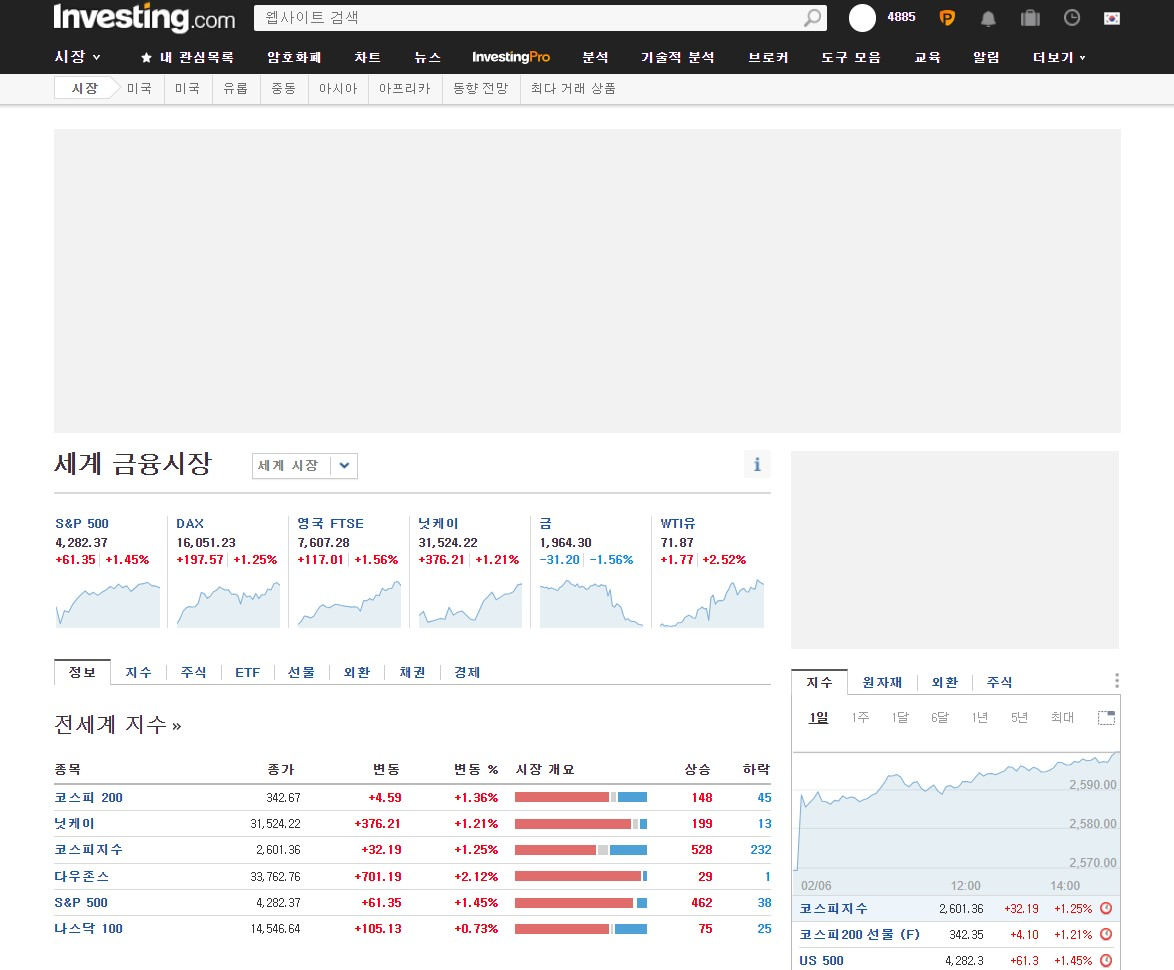 Investing.com
웹사이트 검색
4885
시장
내 관심목록
암호화폐
차트
뉴스
InvestingPro
분석
기술적 분석
브로커
도구 모음
교육
알림
더보기
시장
미국
미국
유롭
중동
아시아
아프리카
동향 전망
최다 거래 상품
세계 금융시장
세계 시장
i
S&P 500
4,282.37
+61.35 +1.45%
DAX
16,051.23
+197.57 +1.25%
영국 FTSE
7,607.28
+117.01 +1.56%
닛케이
31,524.22
+376.21 +1.21%
금
1,964.30
-31.20 -1.56%
WTI유
71.87
+1.77 +2.52%
정보 지수 주식 ETF 선물 외환 채권 경제
전세계 지수 »
종목 종가 변동 변동 % 시장 개요 상승 하락
코스피 200 342.67 +4.59 +1.36% 148 45
닛케이 31,524.22 +376.21 +1.21% 199 13
코스피지수 2,601.36 +32.19 +1.25% 528 232
다우존스 33,762.76 +701.19 +2.12% 29 1
S&P 500 4,282.37 +61.35 +1.45% 462 38
나스닥 100 14,546.64 +105.13 +0.73% 75 25
지수 원자재 외환 주식
1일 1주 1달 6달 1년 5년 최대
2,590.00
2,580.00
2,570.00
02/06 12:00 14:00
코스피지수 2,601.36 +32.19 +1.25%
코스피200 선물 (F) 342.35 +4.10 +1.21%
US 500 4,282.3 +61.3 +1.45%